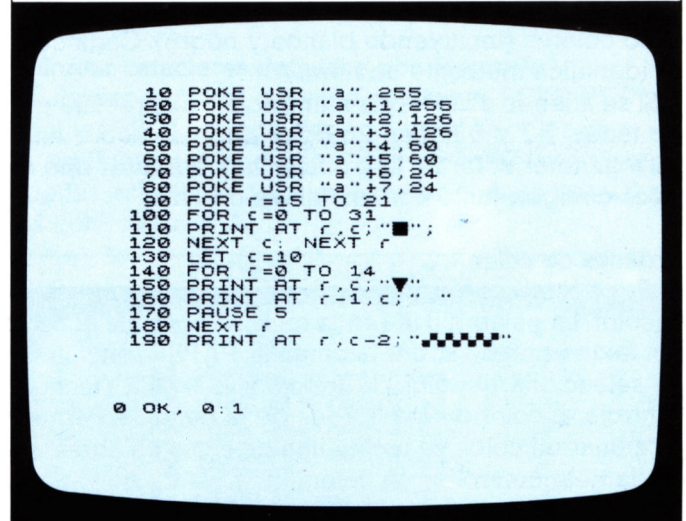 10 POKE USR "a",255
20 POKE USR "a"+1,255
30 POKE USR "a"+2,126
40 POKE USR "a"+3,126
50 POKE USR "a"+4,60
60 POKE USR "a"+5,60
70 POKE USR "a"+6,24
80 POKE USR "a"+7,24
90 FOR r=0 TO 21
100 FOR c=0 TO 31
110 PRINT AT r,c;"■";
120 NEXT c: NEXT r
130 LET c=10
140 FOR r=0 TO 14
150 PRINT AT r,c;"▼"
160 PRINT AT r-1,c;" "
170 PAUSE 5
180 NEXT r
190 PRINT AT r,c-2;"▀▄▀▄▀▄▀▄▀▄"
0 OK, 0:1